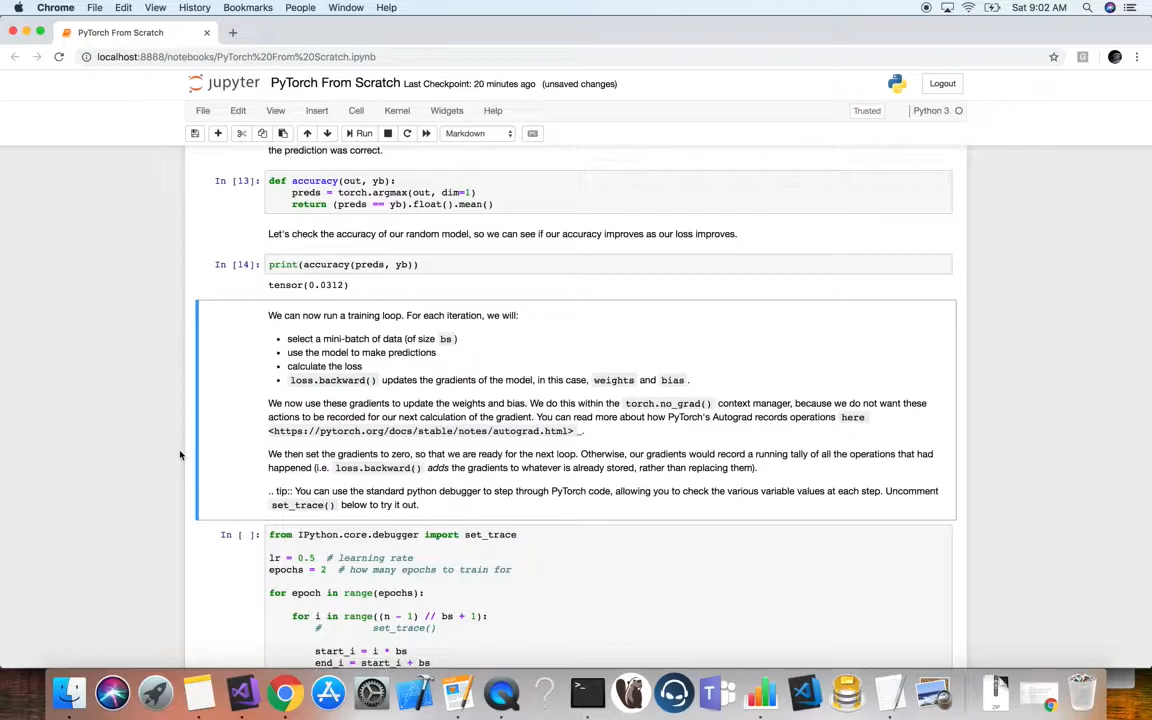 Chrome File Edit View History Bookmarks People Window Help Sat 9:02 AM
PyTorch From Scratch
localhost:8888/notebooks/PyTorch%20From%20Scratch.ipynb
jupyter PyTorch From Scratch Last Checkpoint: 20 minutes ago (unsaved changes) Logout
File Edit View Insert Cell Kernel Widgets Help Trusted Python 3
Run Markdown
the prediction was correct.
In [13]: def accuracy(out, yb):
preds = torch.argmax(out, dim=1)
return (preds == yb).float().mean()
Let's check the accuracy of our random model, so we can see if our accuracy improves as our loss improves.
In [14]: print(accuracy(preds, yb))
tensor(0.0312)
We can now run a training loop. For each iteration, we will:
• select a mini-batch of data (of size bs)
• use the model to make predictions
• calculate the loss
• loss.backward() updates the gradients of the model, in this case, weights and bias.
We now use these gradients to update the weights and bias. We do this within the torch.no_grad() context manager, because we do not want these
actions to be recorded for our next calculation of the gradient. You can read more about how PyTorch's Autograd records operations here
<https://pytorch.org/docs/stable/notes/autograd.html>_.
We then set the gradients to zero, so that we are ready for the next loop. Otherwise, our gradients would record a running tally of all the operations that had
happened (i.e. loss.backward() adds the gradients to whatever is already stored, rather than replacing them).
.. tip:: You can use the standard python debugger to step through PyTorch code, allowing you to check the various variable values at each step. Uncomment
set_trace() below to try it out.
In [ ]: from IPython.core.debugger import set_trace
lr = 0.5 # learning rate
epochs = 2 # how many epochs to train for
for epoch in range(epochs):
for i in range((n - 1) // bs + 1):
# set_trace()
start_i = i * bs
end_i = start_i + bs